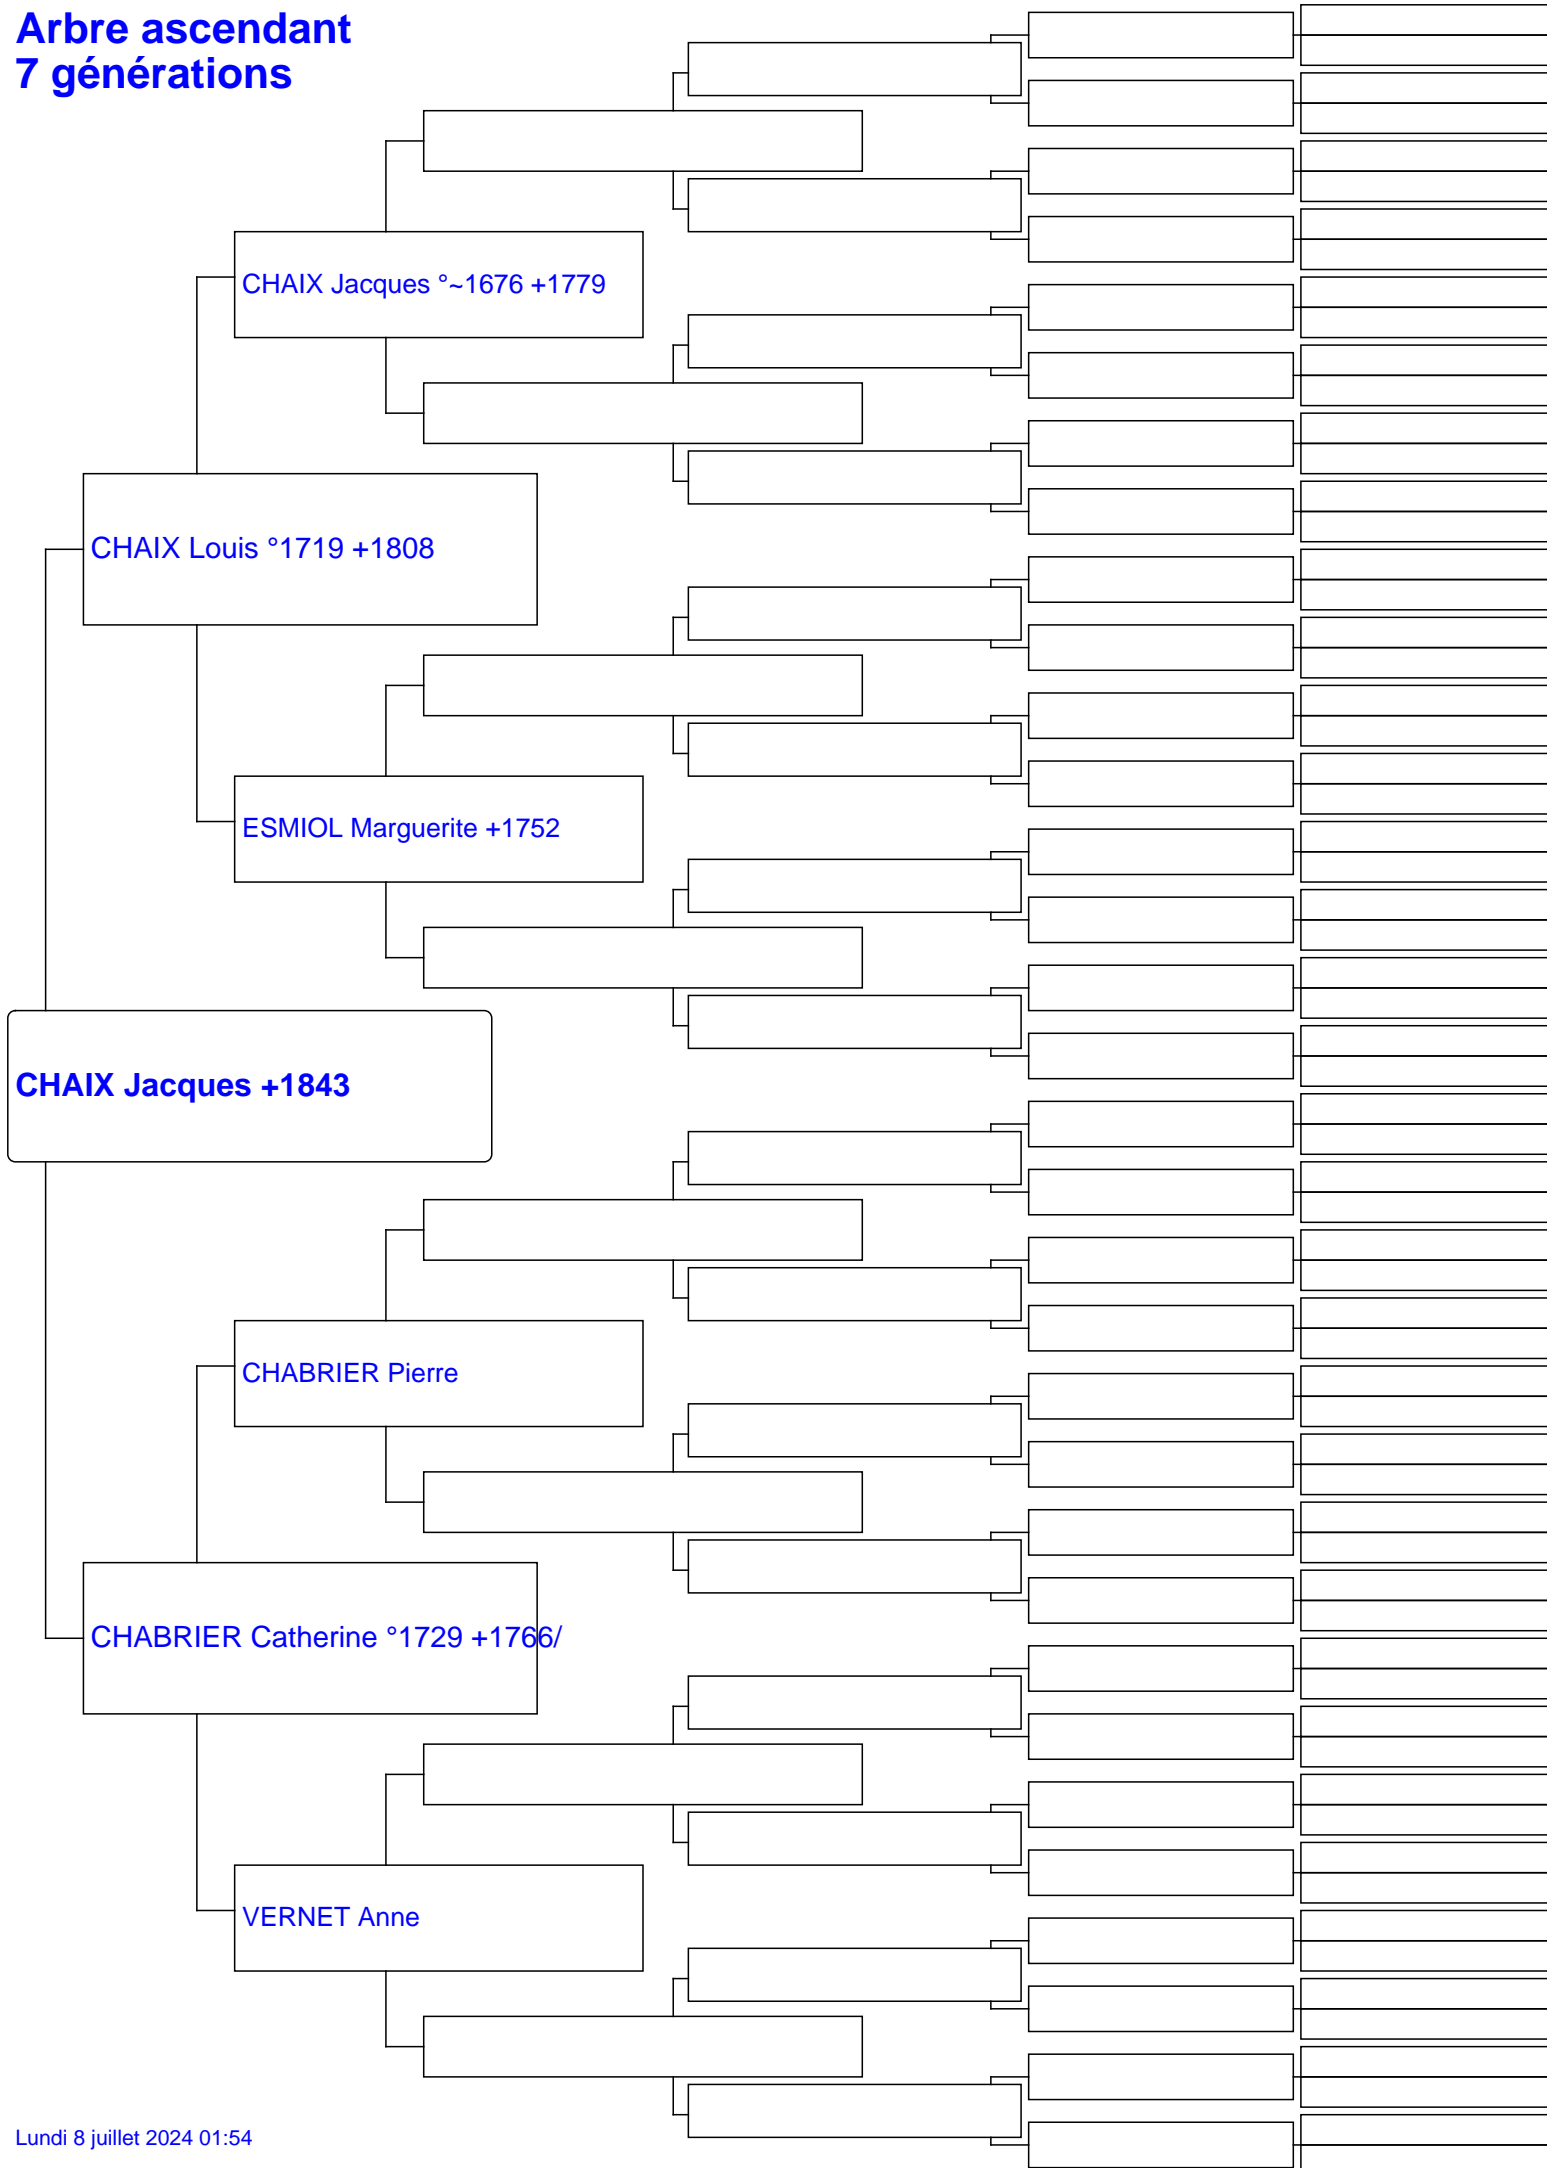 Arbre ascendant
7 générations
CHAIX Jacques °~1676 +1779
CHAIX Louis °1719 +1808
ESMIOL Marguerite +1752
CHAIX Jacques +1843
CHABRIER Pierre
CHABRIER Catherine °1729 +1766/
VERNET Anne
Lundi 8 juillet 2024 01:54